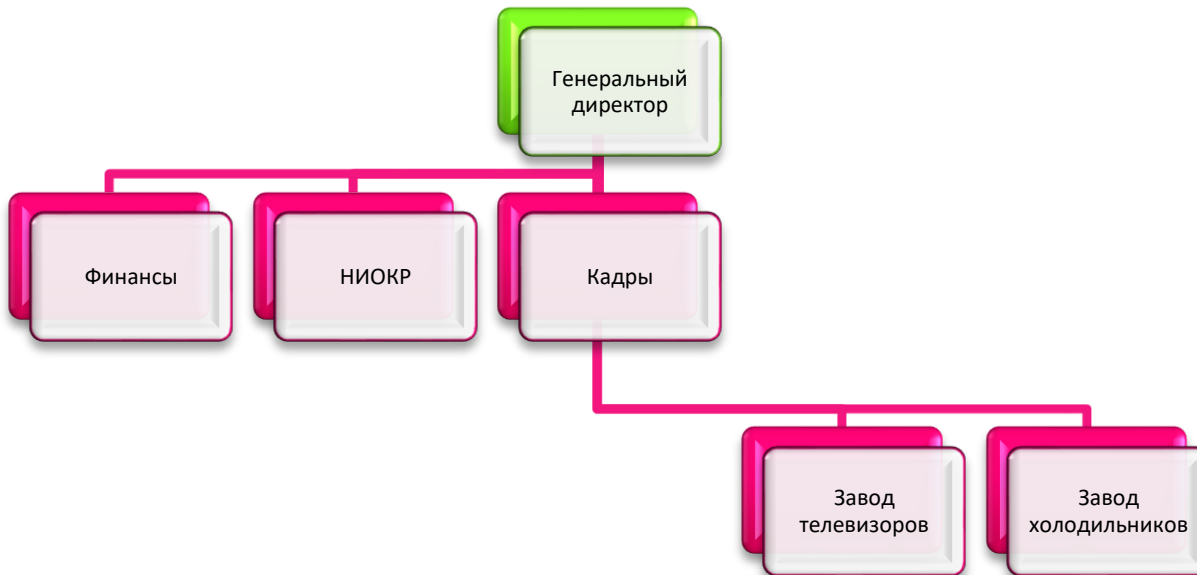 Генеральный
директор
Финансы
НИОКР
Кадры
Завод
телевизоров
Завод
холодильников